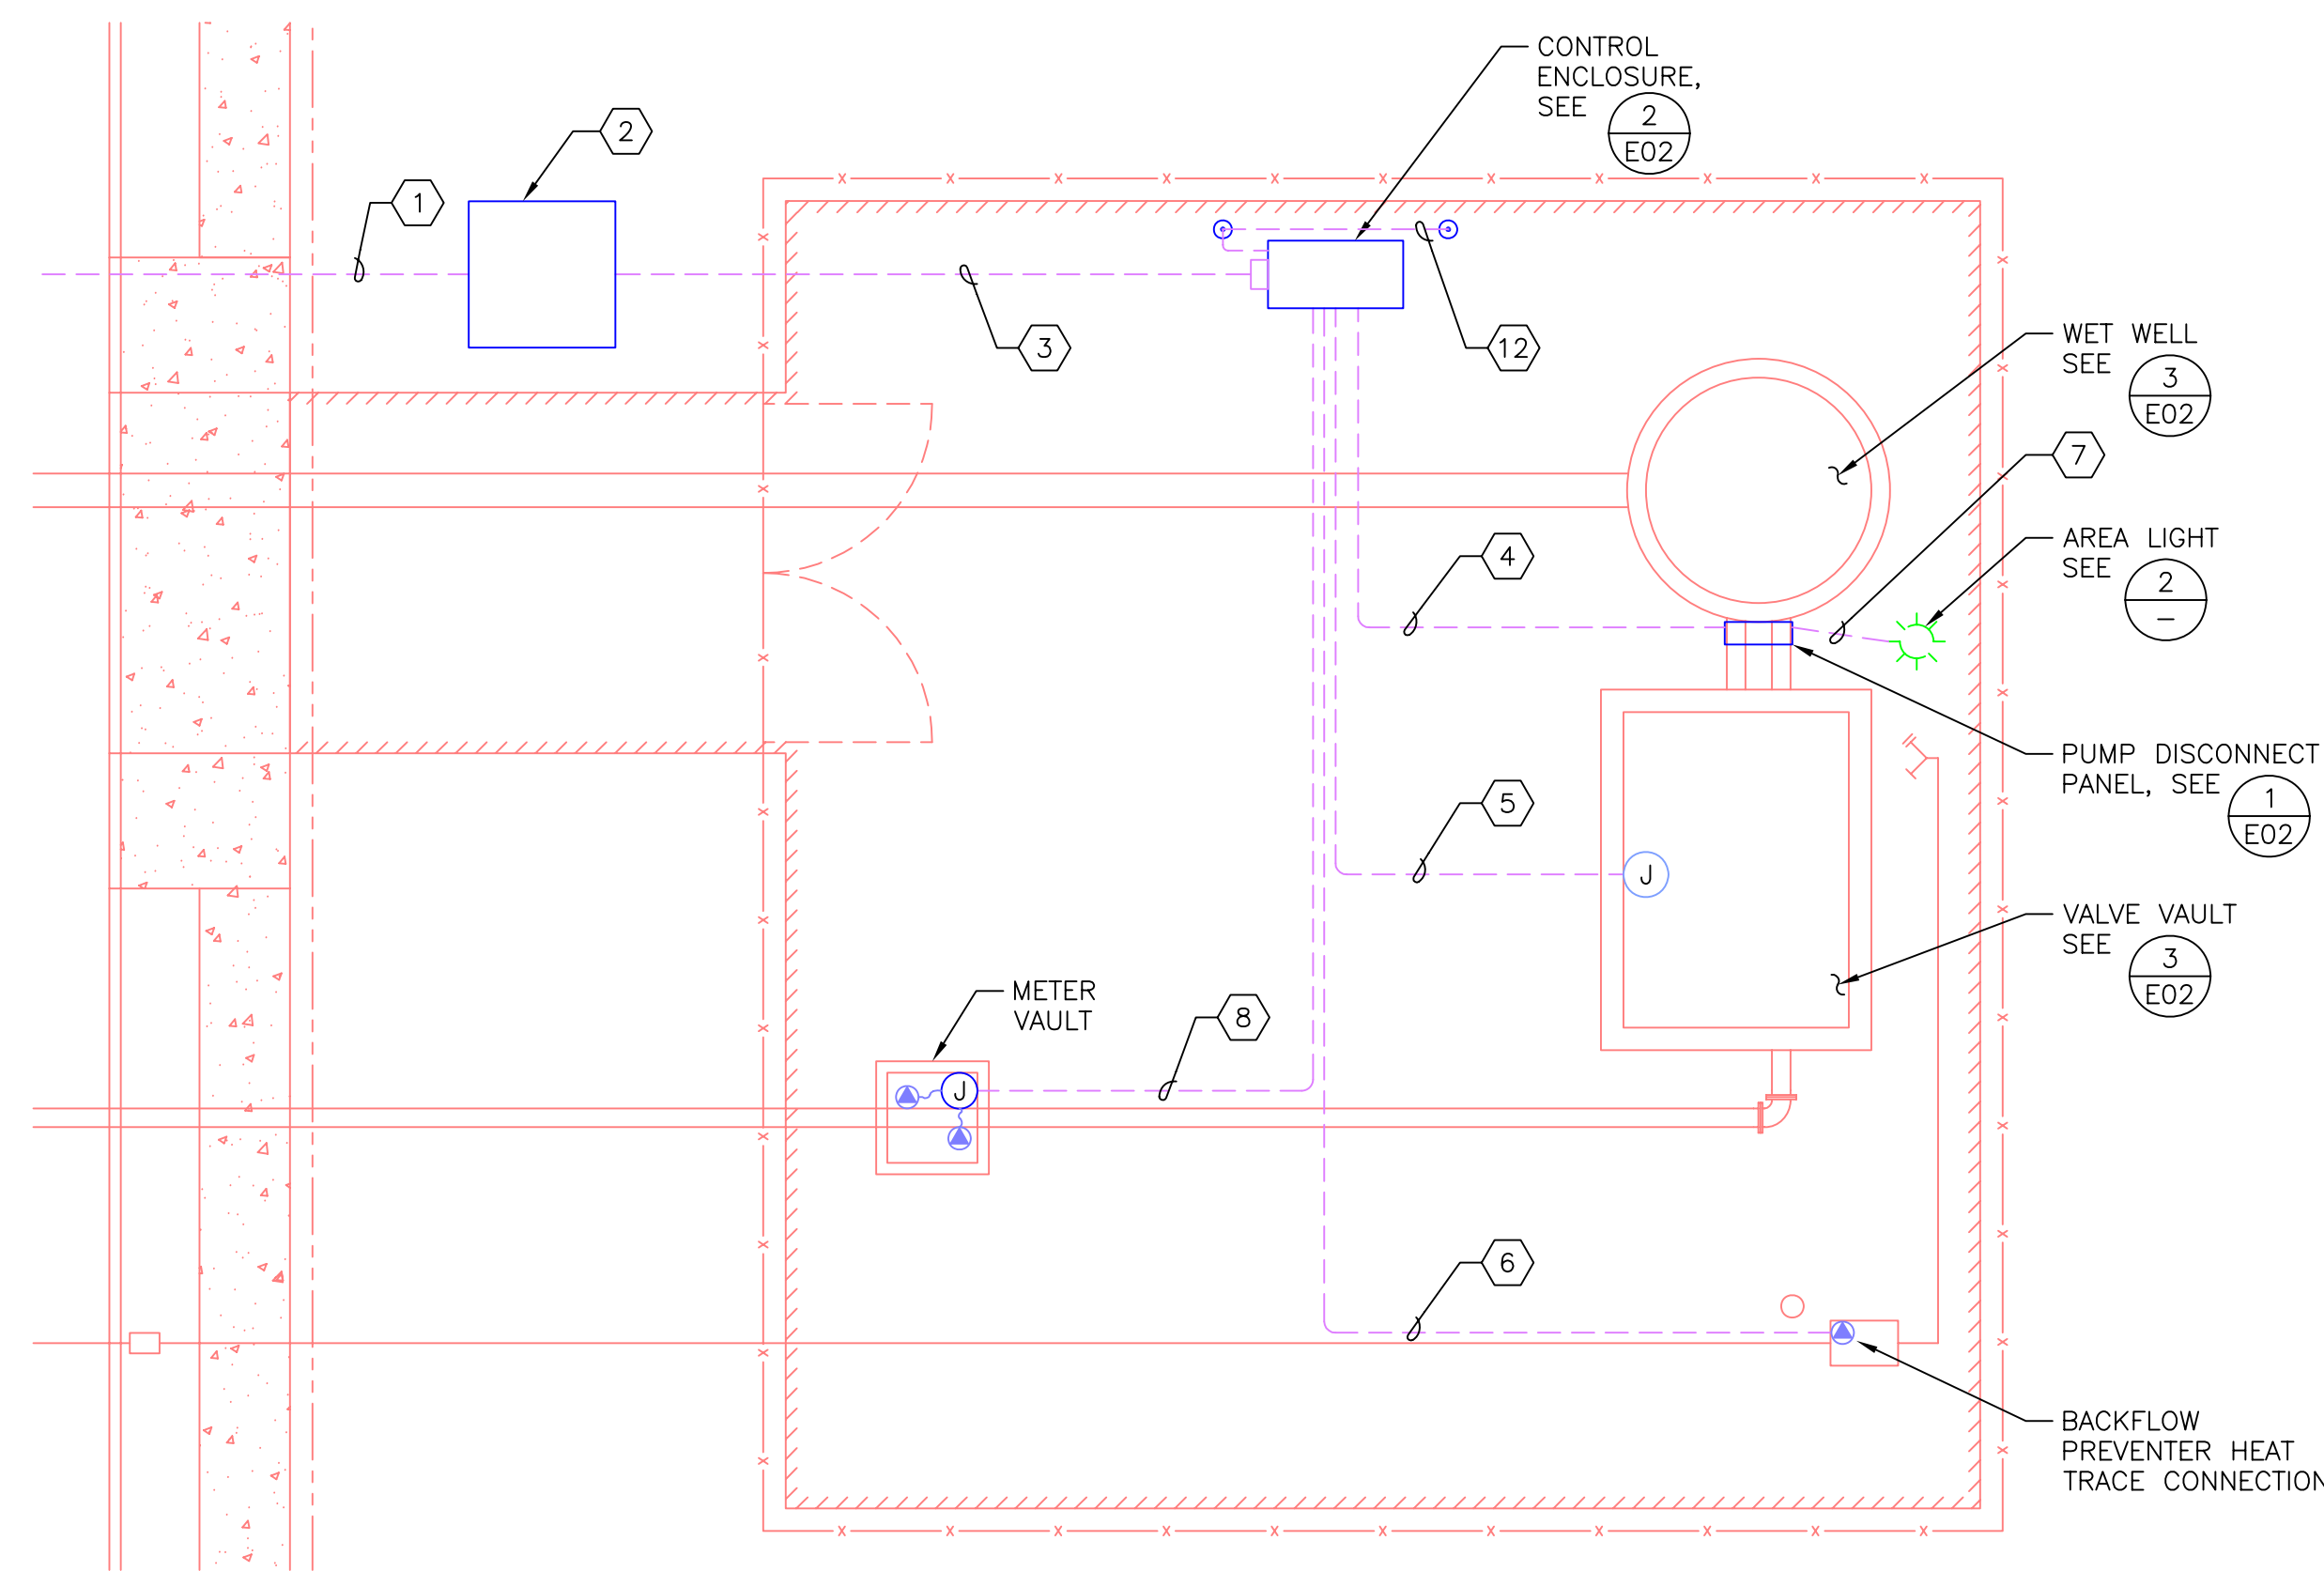 CONTROL
ENCLOSURE,
SEE
2
E02
2
1
3
12
WET WELL
SEE
3
E02
7
AREA LIGHT
SEE
2
–
4
PUMP DISCONNECT
PANEL, SEE
1
E02
5
J
VALVE VAULT
SEE
3
E02
METER
VAULT
8
J
6
BACKFLOW
PREVENTER HEAT
TRACE CONNECTION